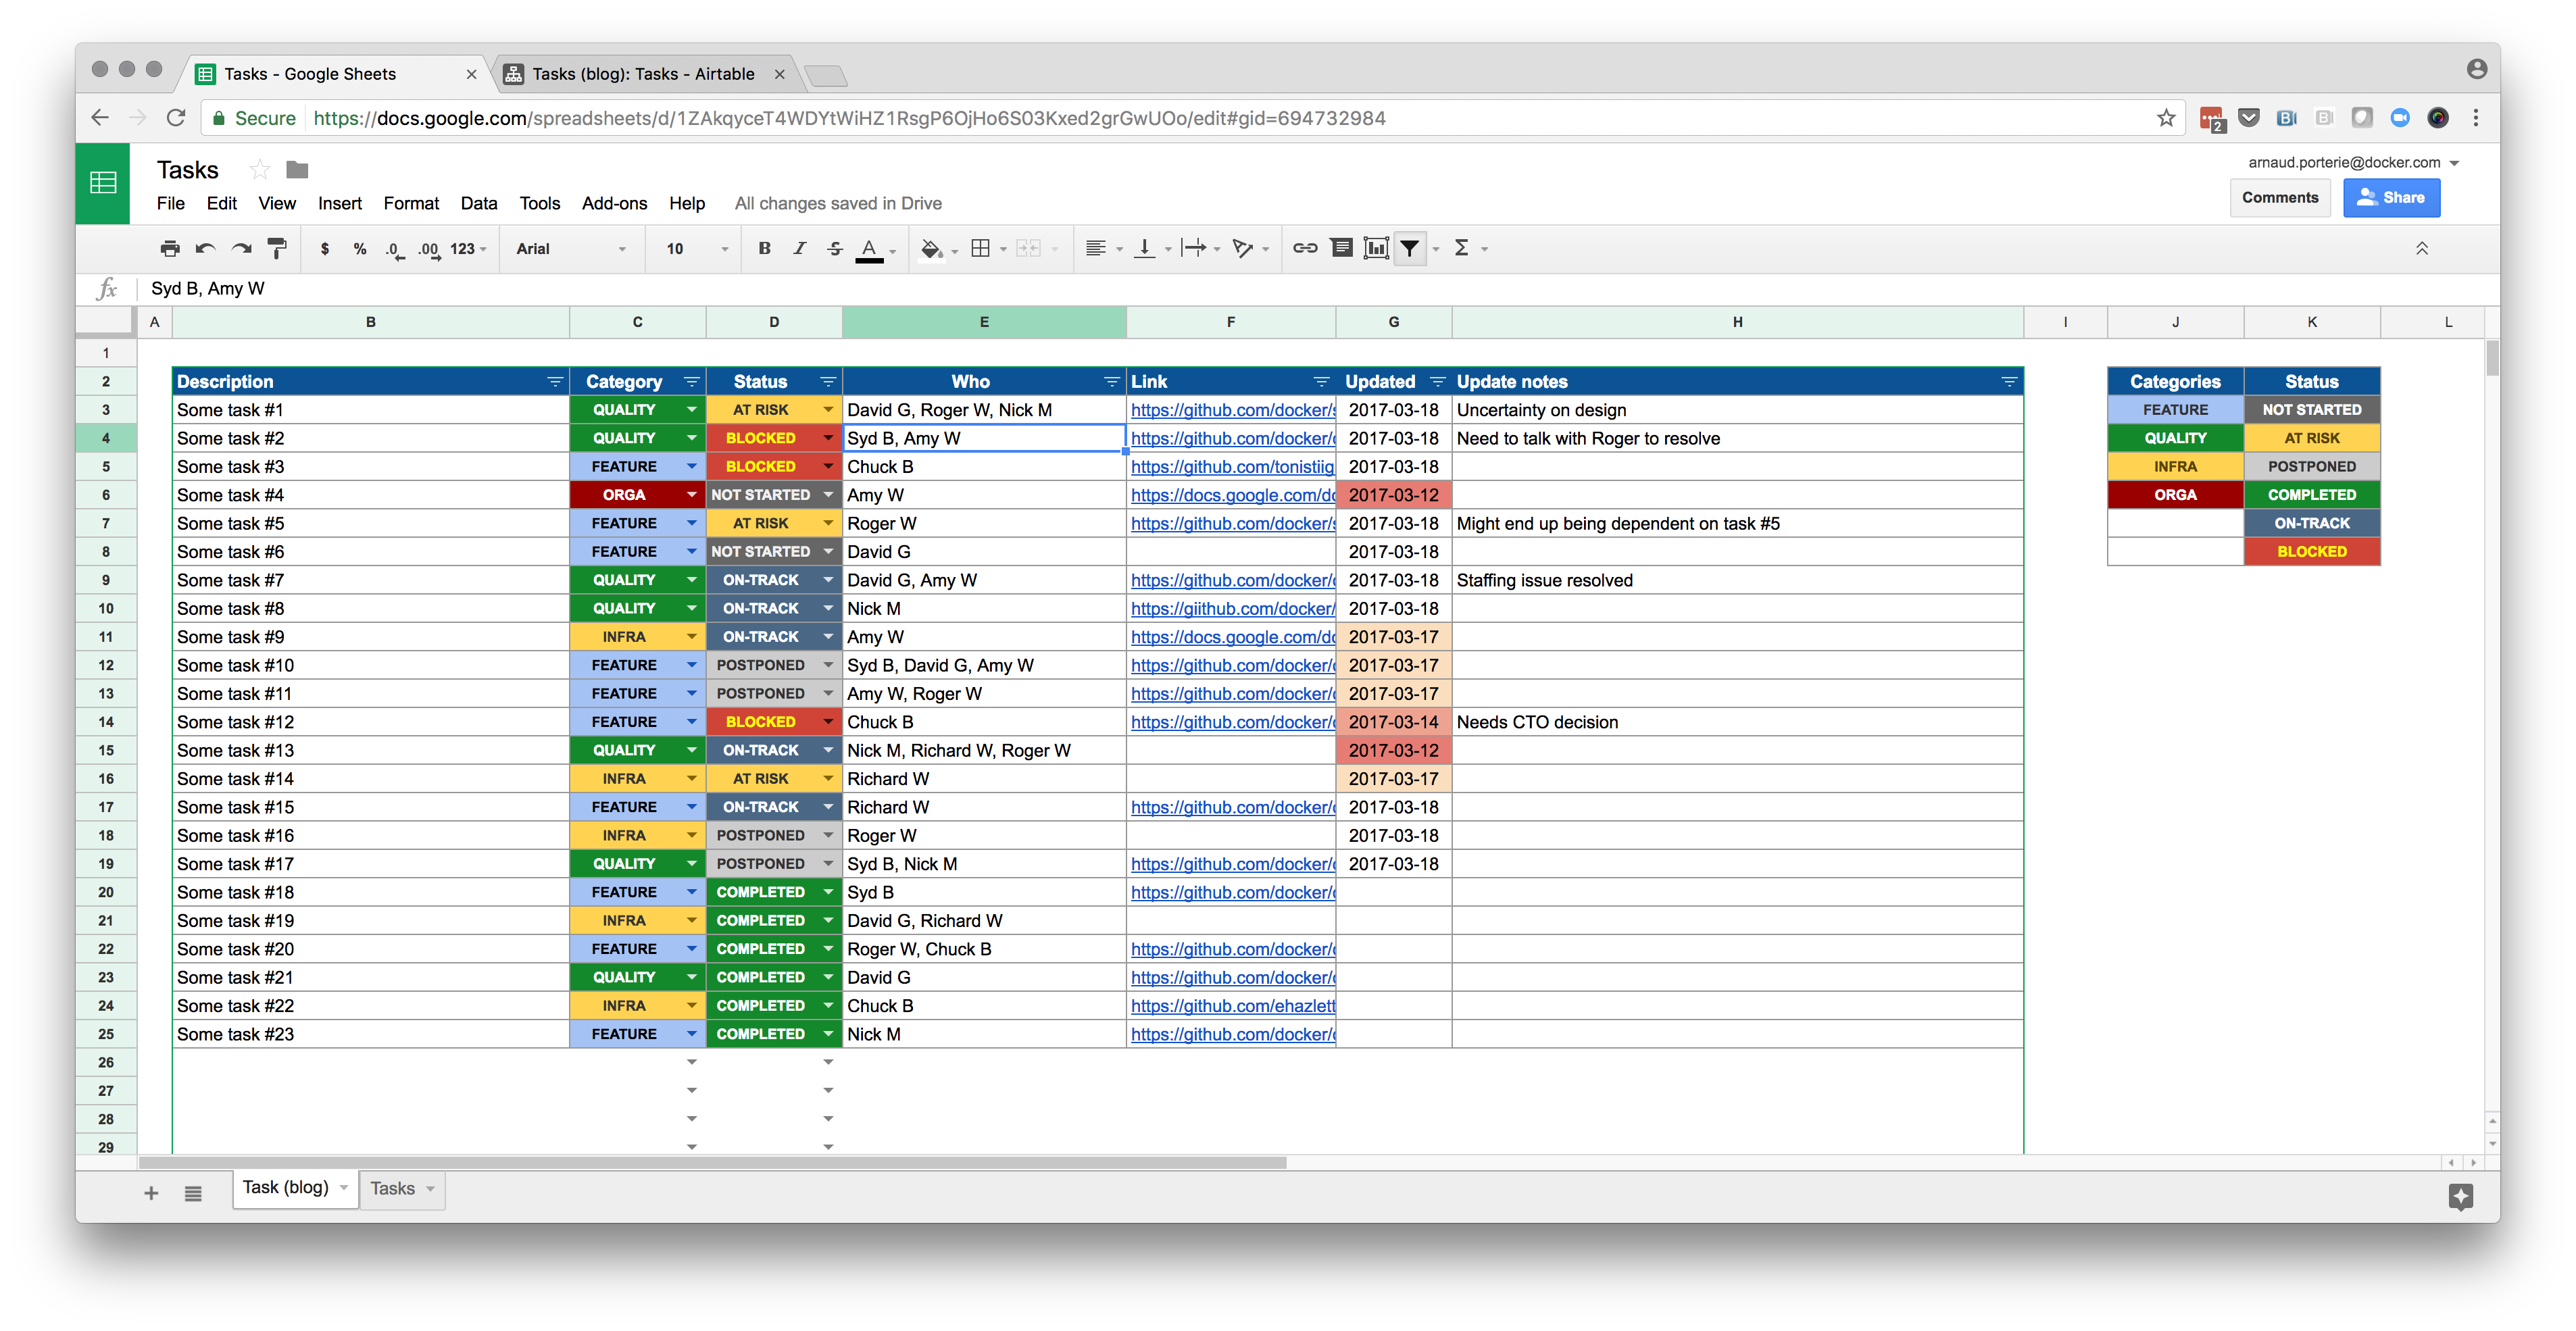 Tasks - Google Sheets
Tasks (blog): Tasks - Airtable
Secure https://docs.google.com/spreadsheets/d/1ZAkqyceT4WDYtWiHZ1RsgP6OjHo6S03Kxed2grGwUOo/edit#gid=694732984
2
Tasks
arnaud.porterie@docker.com
File Edit View Insert Format Data Tools Add-ons Help All changes saved in Drive
Comments Share
$ % .0 .00 123 Arial 10 B I S A Σ
fx Syd B, Amy W
A B C D E F G H I J K L
1
2 Description Category Status Who Link Updated Update notes Categories Status
3 Some task #1 QUALITY AT RISK David G, Roger W, Nick M https://github.com/docker/s 2017-03-18 Uncertainty on design FEATURE NOT STARTED
4 Some task #2 QUALITY BLOCKED Syd B, Amy W https://github.com/docker/ 2017-03-18 Need to talk with Roger to resolve QUALITY AT RISK
5 Some task #3 FEATURE BLOCKED Chuck B https://github.com/tonistiig 2017-03-18 INFRA POSTPONED
6 Some task #4 ORGA NOT STARTED Amy W https://docs.google.com/d 2017-03-12 ORGA COMPLETED
7 Some task #5 FEATURE AT RISK Roger W https://github.com/docker/s 2017-03-18 Might end up being dependent on task #5 ON-TRACK
8 Some task #6 FEATURE NOT STARTED David G 2017-03-18 BLOCKED
9 Some task #7 QUALITY ON-TRACK David G, Amy W https://github.com/docker/ 2017-03-18 Staffing issue resolved
10 Some task #8 QUALITY ON-TRACK Nick M https://giithub.com/docker/ 2017-03-18
11 Some task #9 INFRA ON-TRACK Amy W https://docs.google.com/d 2017-03-17
12 Some task #10 FEATURE POSTPONED Syd B, David G, Amy W https://github.com/docker/ 2017-03-17
13 Some task #11 FEATURE POSTPONED Amy W, Roger W https://github.com/docker/ 2017-03-17
14 Some task #12 FEATURE BLOCKED Chuck B https://github.com/docker/ 2017-03-14 Needs CTO decision
15 Some task #13 QUALITY ON-TRACK Nick M, Richard W, Roger W 2017-03-12
16 Some task #14 INFRA AT RISK Richard W 2017-03-17
17 Some task #15 FEATURE ON-TRACK Richard W https://github.com/docker/ 2017-03-18
18 Some task #16 INFRA POSTPONED Roger W 2017-03-18
19 Some task #17 QUALITY POSTPONED Syd B, Nick M https://github.com/docker/ 2017-03-18
20 Some task #18 FEATURE COMPLETED Syd B https://github.com/docker/
21 Some task #19 INFRA COMPLETED David G, Richard W
22 Some task #20 FEATURE COMPLETED Roger W, Chuck B https://github.com/docker/
23 Some task #21 QUALITY COMPLETED David G https://github.com/docker/
24 Some task #22 INFRA COMPLETED Chuck B https://github.com/ehazlett
25 Some task #23 FEATURE COMPLETED Nick M https://github.com/docker/
26
27
28
29
Task (blog) Tasks